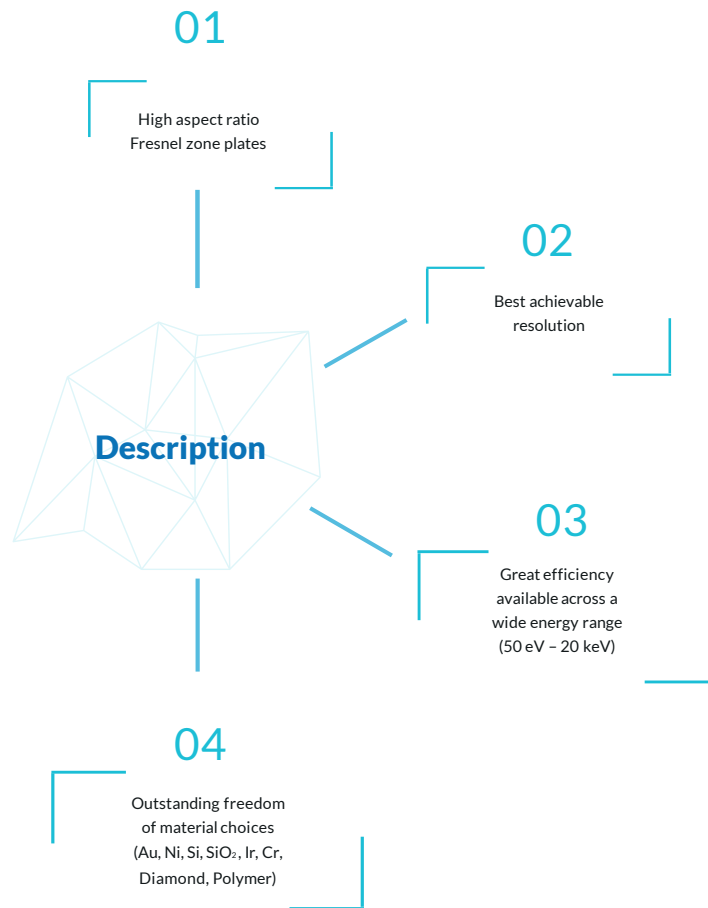 01
High aspect ratio
Fresnel zone plates
02
Best achievable
resolution
Description
03
Great efficiency
available across a
wide energy range
(50 eV – 20 keV)
04
Outstanding freedom
of material choices
(Au, Ni, Si, SiO₂, Ir, Cr,
Diamond, Polymer)